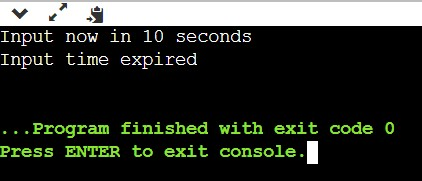 Input now in 10 seconds
Input time expired
...Program finished with exit code 0
Press ENTER to exit console.